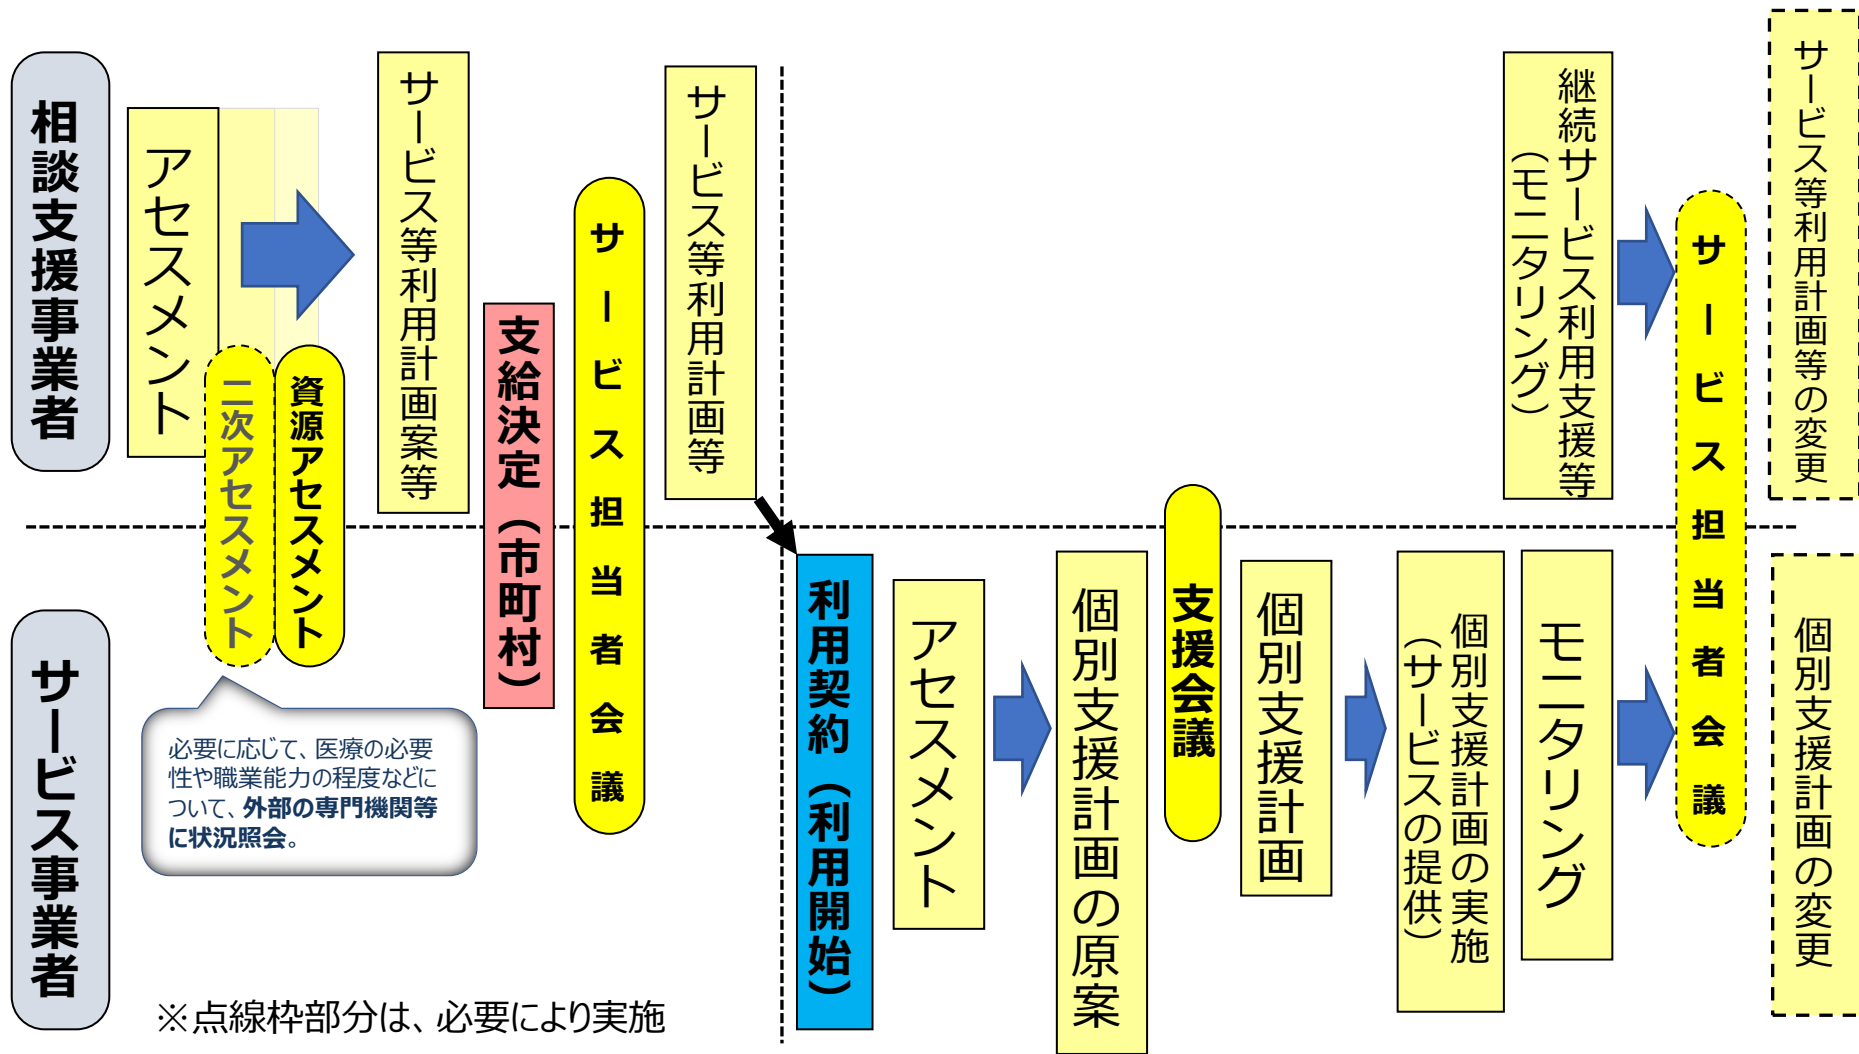 相談支援事業者
アセスメント
二次アセスメント
資源アセスメント
サービス等利用計画案等
支給決定（市町村）
サービス担当者会議
サービス等利用計画等
継続サービス利用支援等
（モニタリング）
サービス担当者会議
サービス等利用計画等の変更
サービス事業者
必要に応じて、医療の必要
性や職業能力の程度などに
ついて、外部の専門機関等
に状況照会。
利用契約（利用開始）
アセスメント
個別支援計画の原案
支援会議
個別支援計画
個別支援計画の実施
（サービスの提供）
モニタリング
個別支援計画の変更
※点線枠部分は、必要により実施